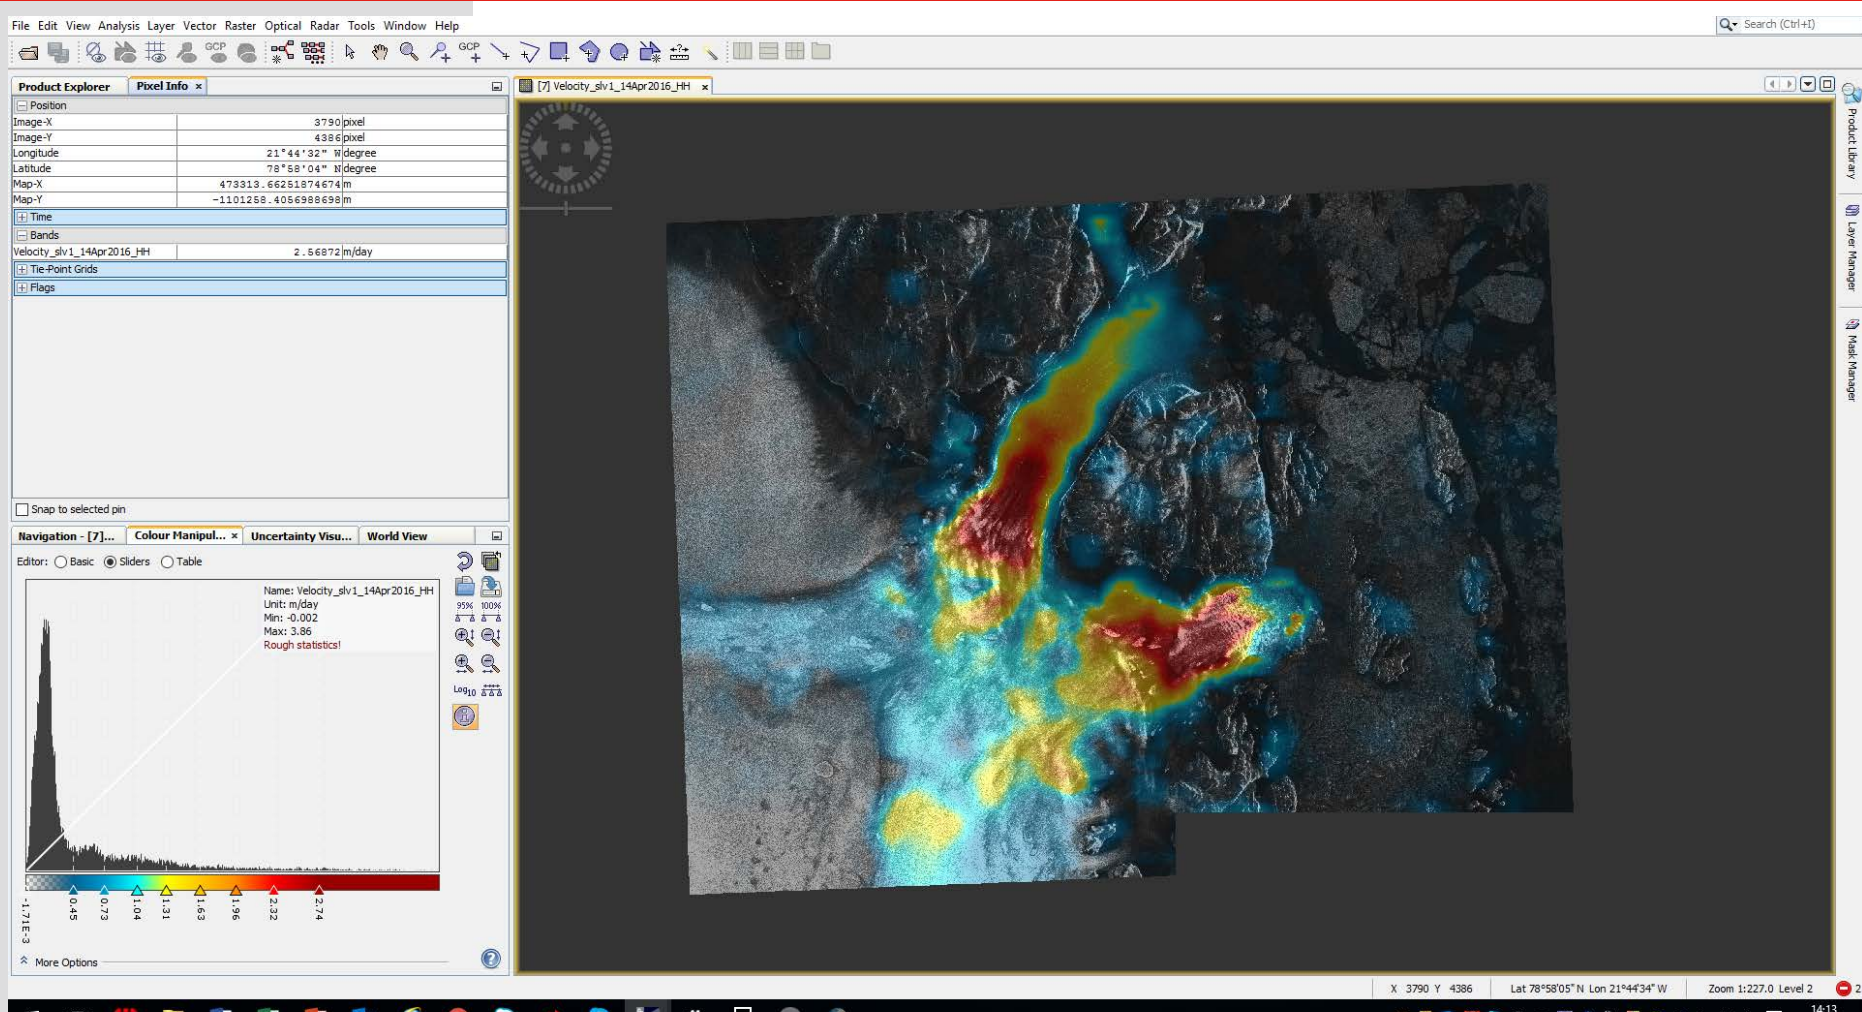 File Edit View Analysis Layer Vector Raster Optical Radar Tools Window Help
Search (Ctrl+I)
GCP GCP
Product Explorer Pixel Info ×
[7] Velocity_slv1_14Apr2016_HH ×
Position
Image-X 3790 pixel
Image-Y 4386 pixel
Longitude 21°44'32" W degree
Latitude 78°58'04" N degree
Map-X 473313.66251874674 m
Map-Y -1101258.4056988698 m
Time
Bands
Velocity_slv1_14Apr2016_HH 2.56872 m/day
Tie-Point Grids
Flags
Product Library
Layer Manager
Mask Manager
Snap to selected pin
Navigation - [7]... Colour Manipul... × Uncertainty Visu... World View
Editor: Basic Sliders Table
Name: Velocity_slv1_14Apr2016_HH
Unit: m/day
Min: -0.002
Max: 3.86
Rough statistics!
95% 100%
Log10
-1.71E-3 0.45 0.73 1.04 1.31 1.63 1.96 2.32 2.74
More Options
X 3790 Y 4386 Lat 78°58'05" N Lon 21°44'34" W Zoom 1:227.0 Level 2 2
14:13